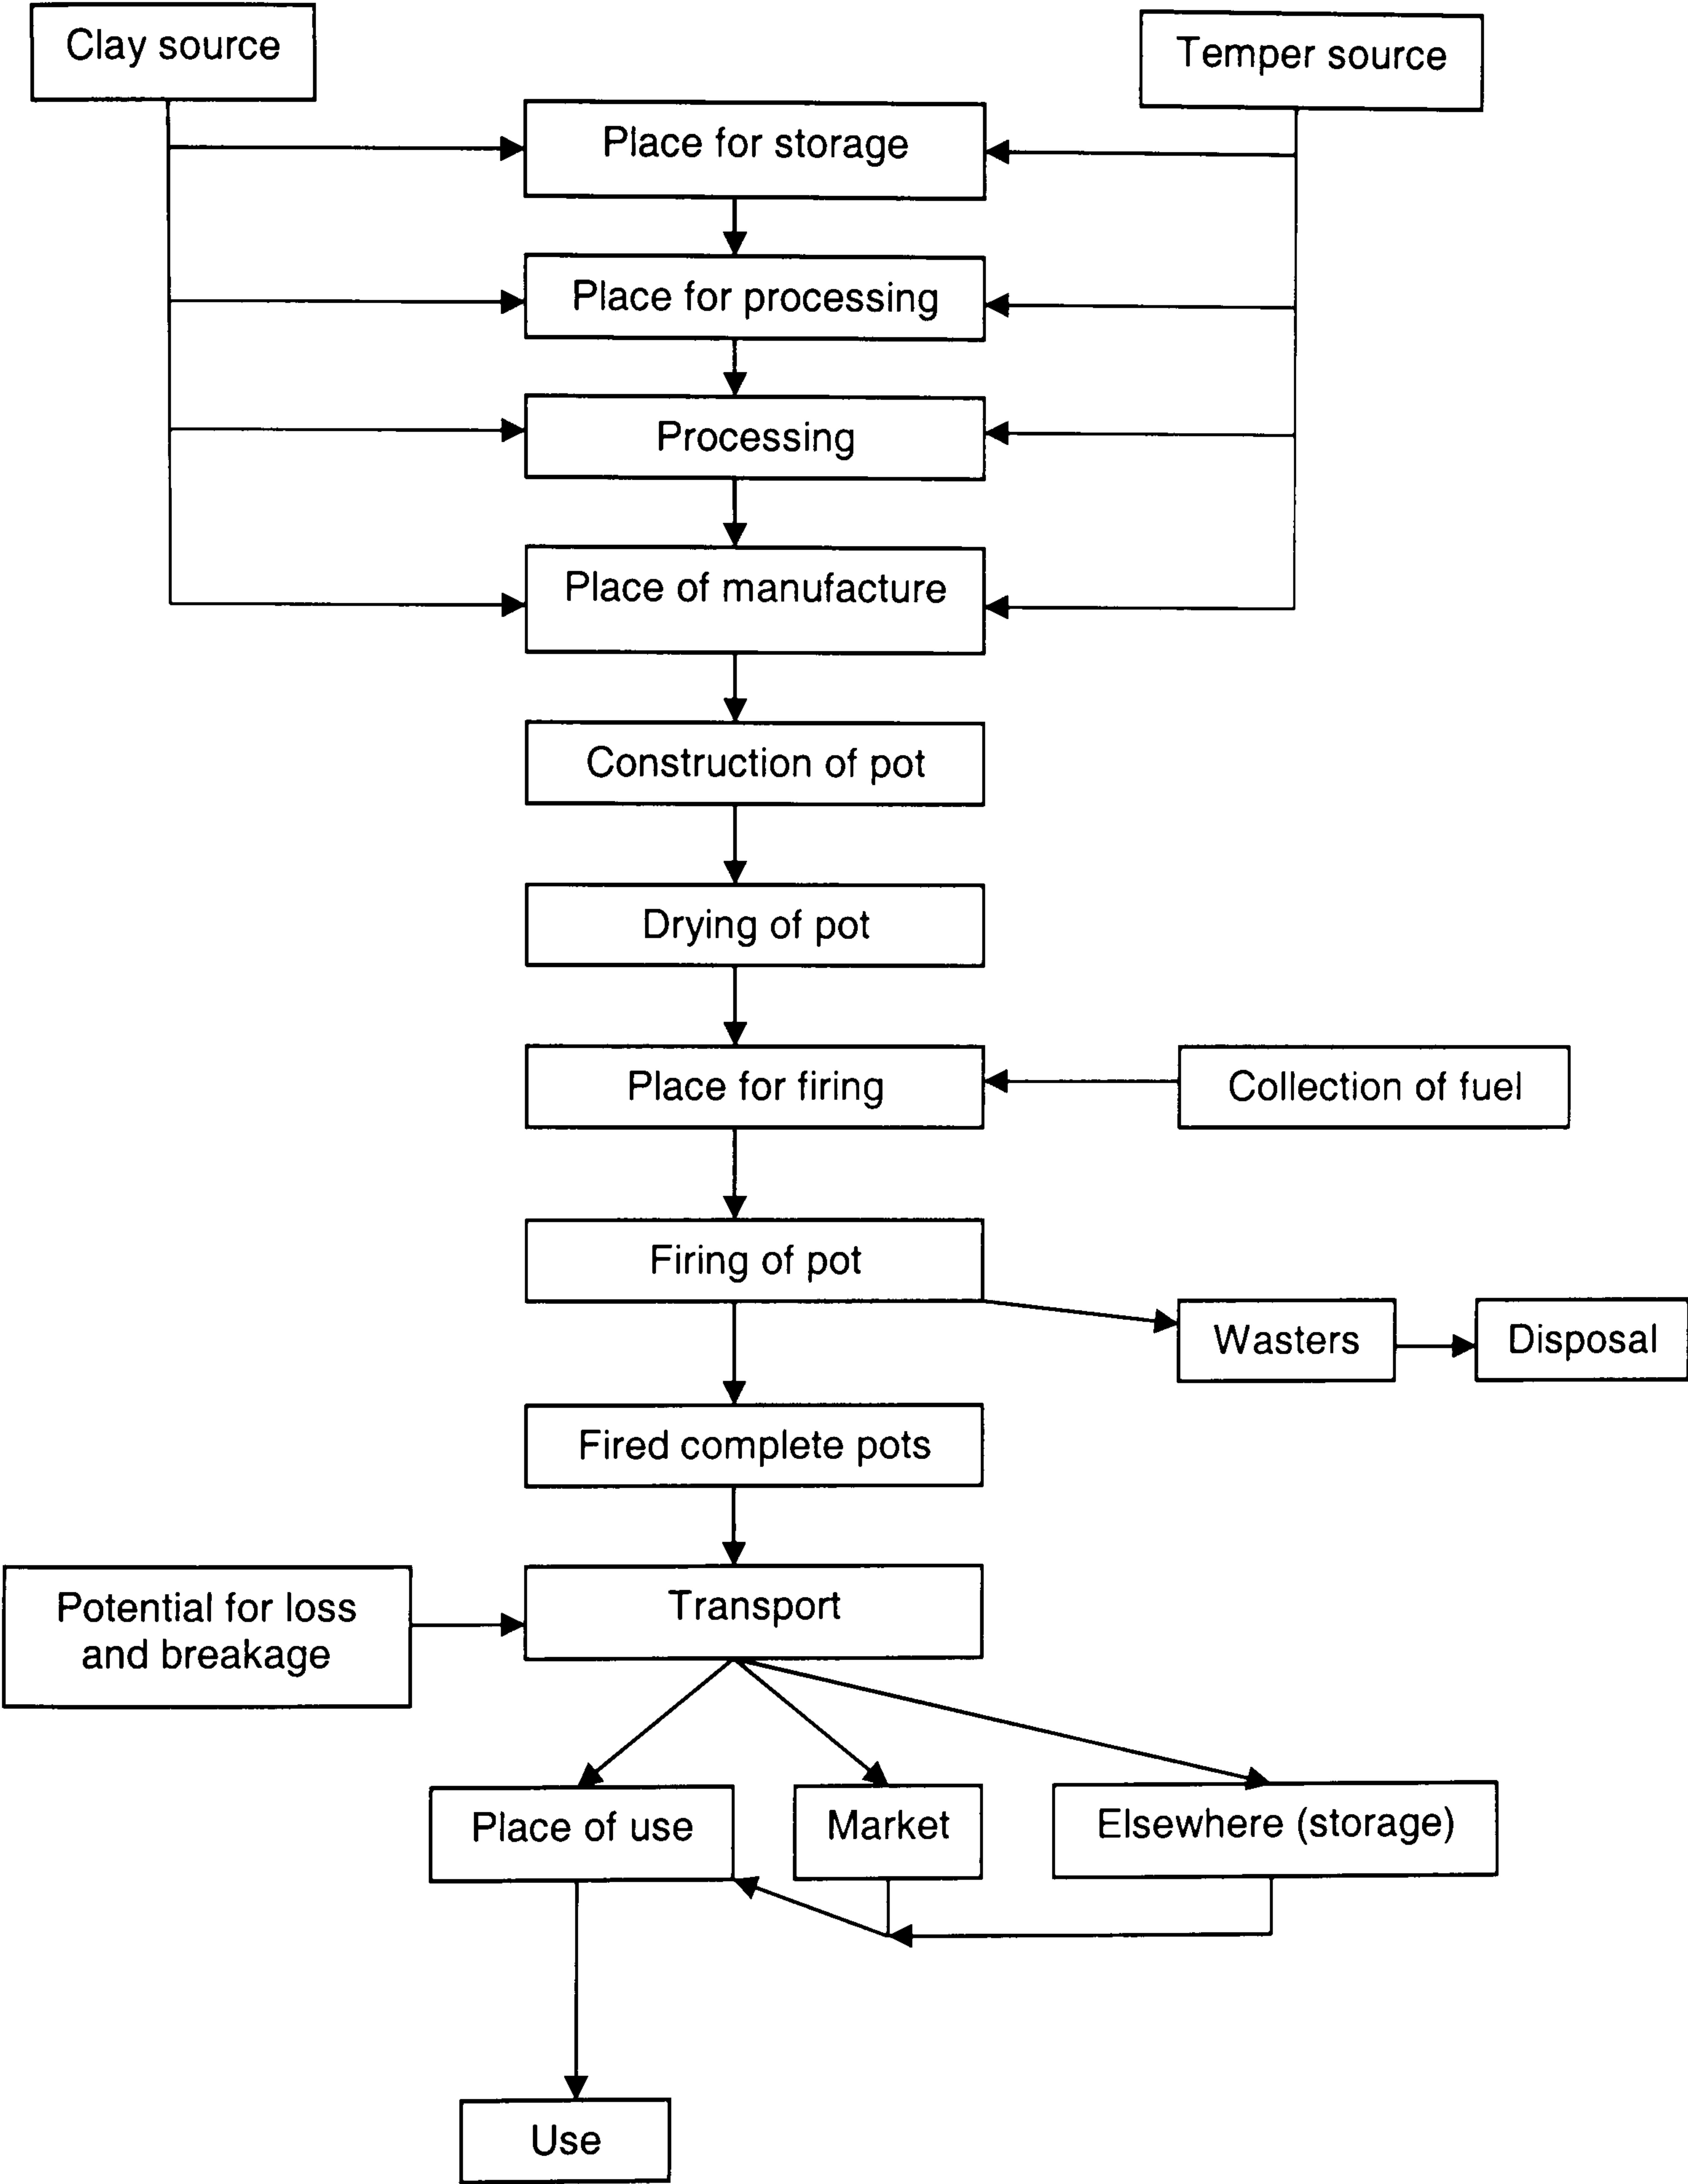 Clay source
Temper source
Place for storage
Place for processing
Processing
Place of manufacture
Construction of pot
Drying of pot
Place for firing
Collection of fuel
Firing of pot
Wasters
Disposal
Fired complete pots
Potential for loss
and breakage
Transport
Place of use
Market
Elsewhere (storage)
Use